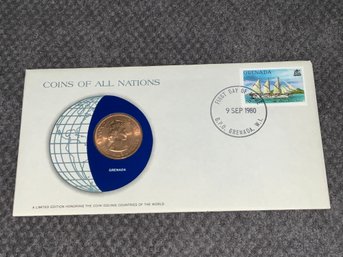 COINS OF ALL NATIONS
GRENADA
FIRST DAY OF
9 SEP 1980
G.P.O. GRENADA, W.I.
GRENADA
A LIMITED EDITION HONORING THE COIN ISSUING COUNTRIES OF THE WORLD